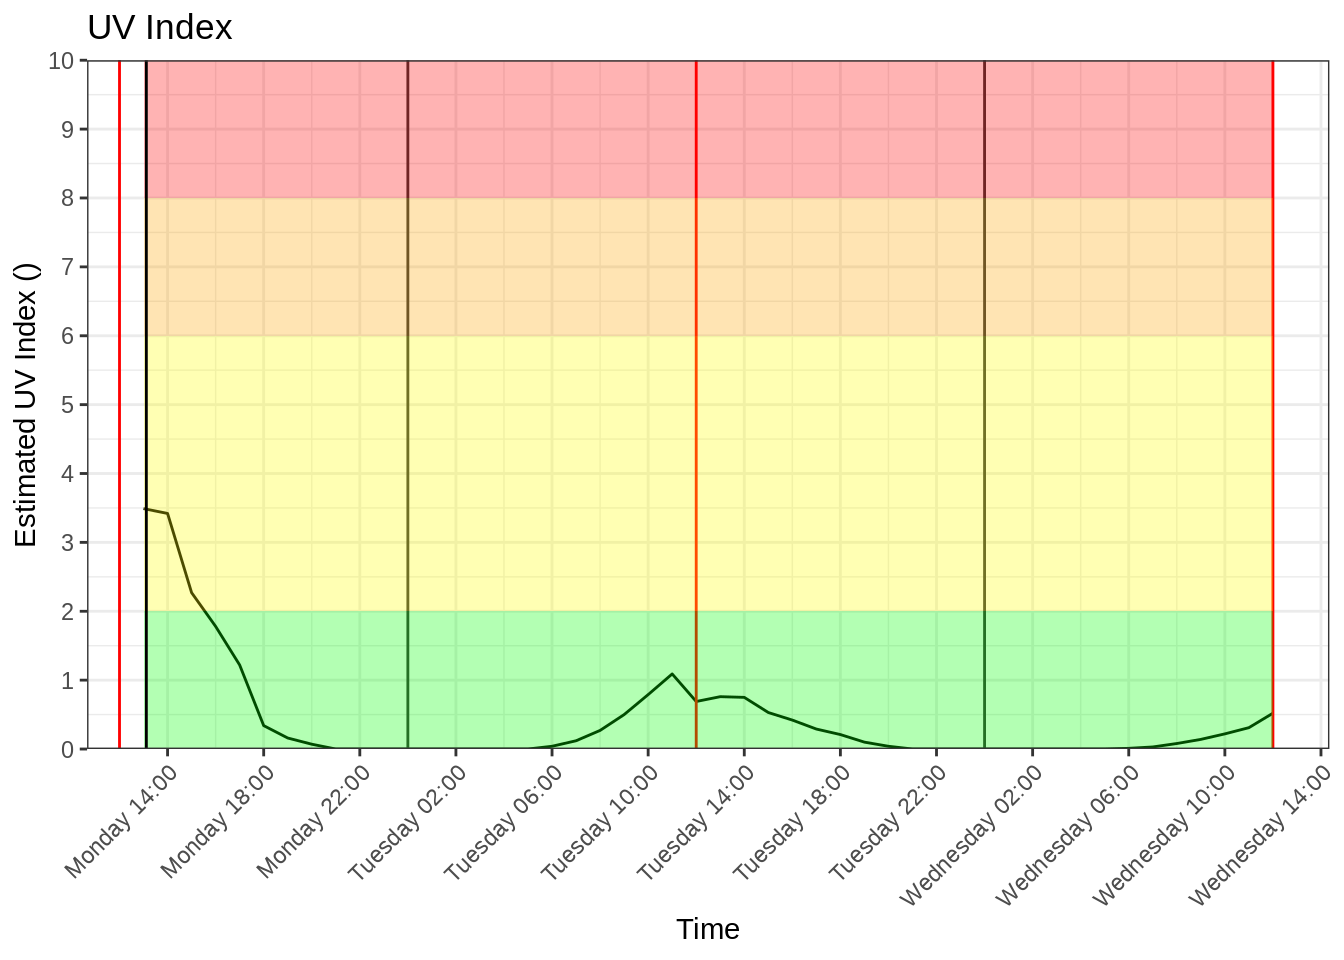 UV Index
Estimated UV Index ()
10
9
8
7
6
5
4
3
2
1
0
Monday 14:00
Monday 18:00
Monday 22:00
Tuesday 02:00
Tuesday 06:00
Tuesday 10:00
Tuesday 14:00
Tuesday 18:00
Tuesday 22:00
Wednesday 02:00
Wednesday 06:00
Wednesday 10:00
Wednesday 14:00
Time